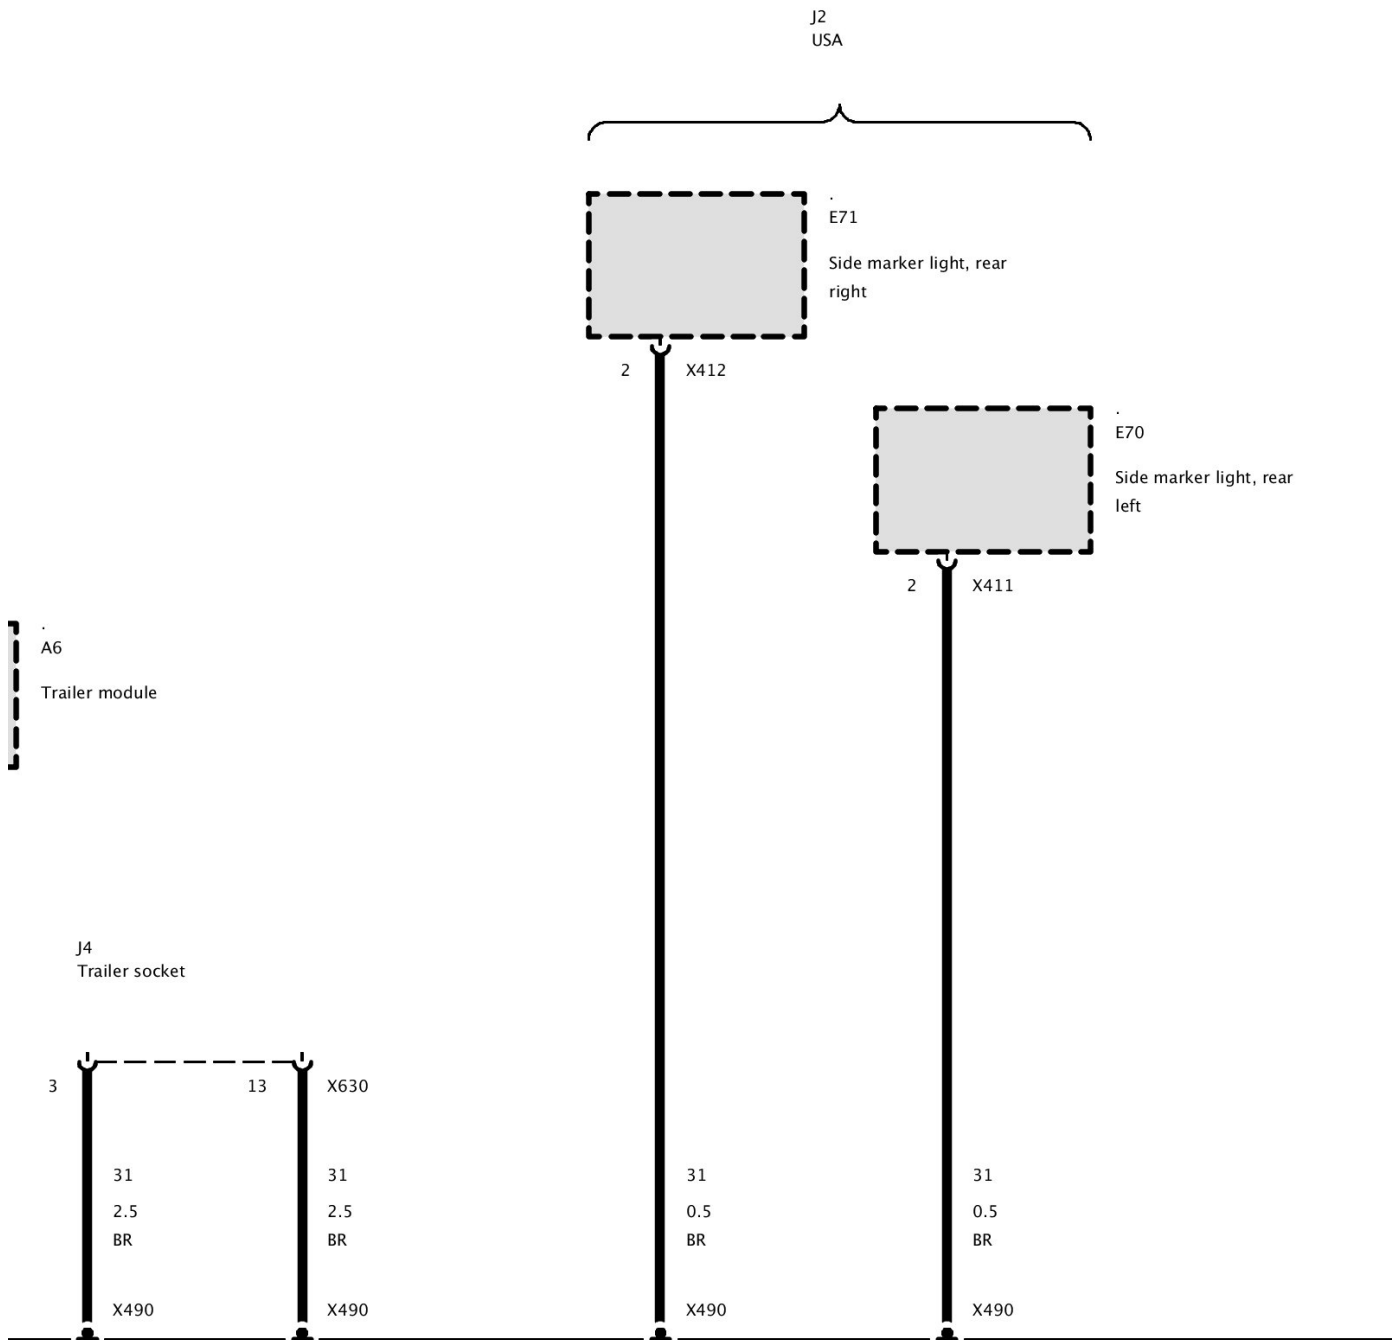 J2
USA
.
E71
Side marker light, rear
right
2 X412
.
E70
Side marker light, rear
left
2 X411
.
A6
Trailer module
J4
Trailer socket
3 13 X630
31 31 31 31
2.5 2.5 0.5 0.5
BR BR BR BR
X490 X490 X490 X490